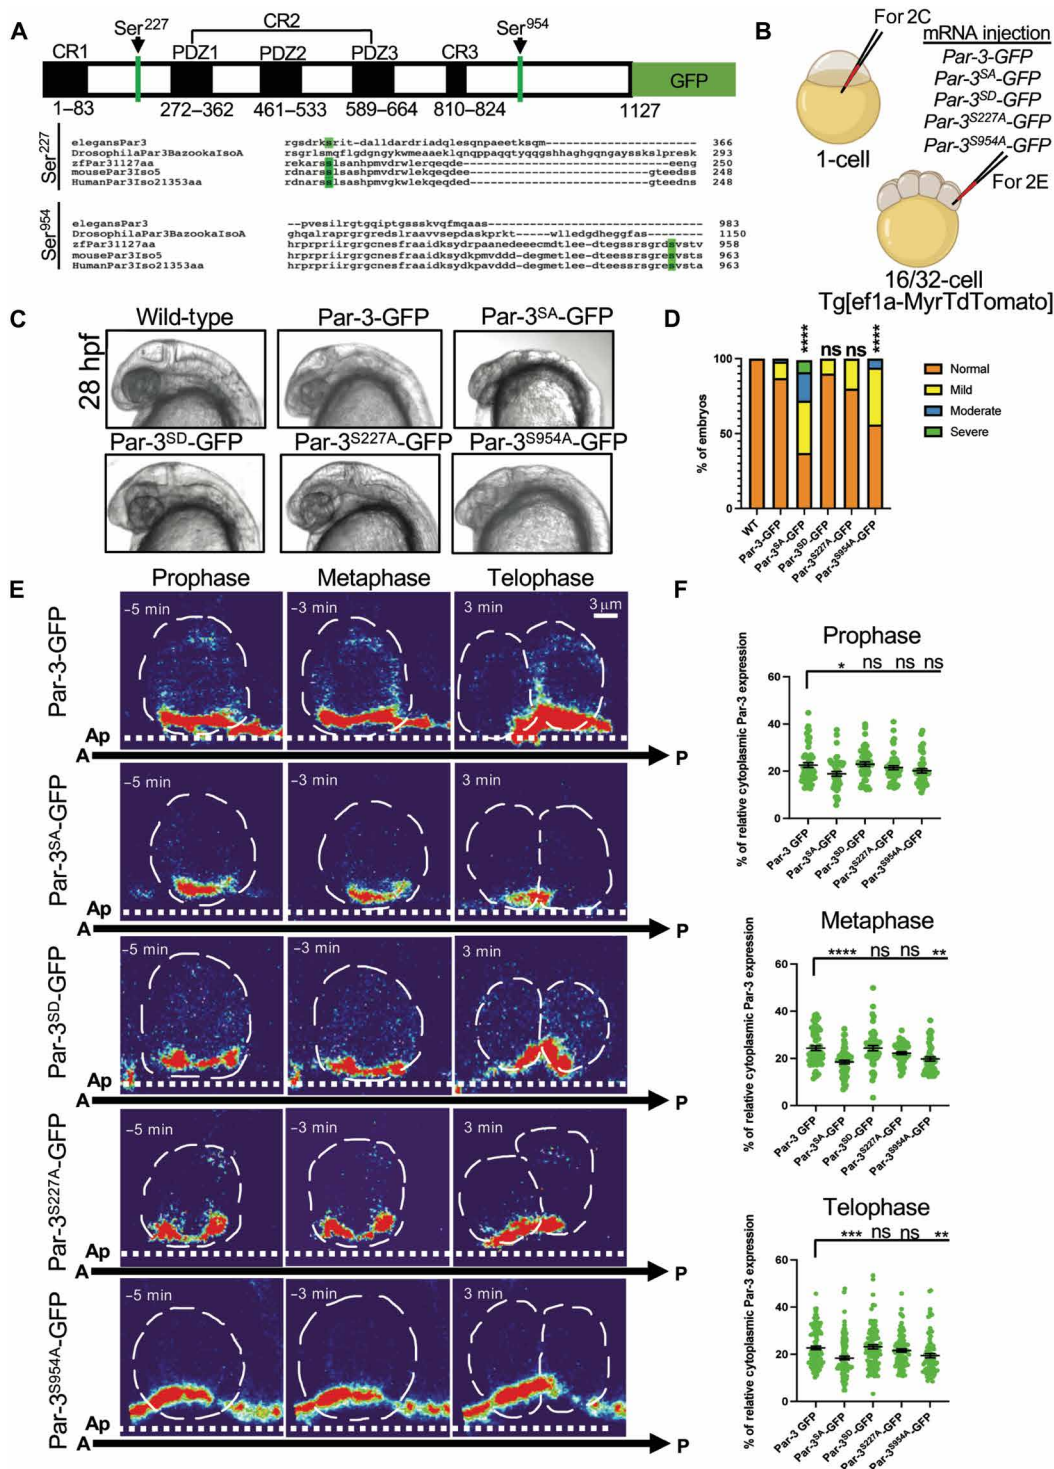 A
Ser227
CR2
Ser954
CR1
PDZ1
PDZ2
PDZ3
CR3
GFP
1–83
272–362
461–533
589–664
810–824
1127
Ser227
elegansPar3 rgsdrksrit-dalldardriadqlesqnpaeetksqm------------------ 366
DrosophilaPar3BazookaIsoA
293
zfPar31127aa
250
mousePar3Iso5
248
HumanPar3Iso21353aa
248
Ser954
elegansPar3
983
DrosophilaPar3BazookaIsoA
1150
zfPar31127aa
958
mousePar3Iso5
963
HumanPar3Iso21353aa
963
B
For 2C
1-cell
mRNA injection
Par-3-GFP
Par-3SA-GFP
Par-3SD-GFP
Par-3S227A-GFP
Par-3S954A-GFP
For 2E
16/32-cell
Tg[ef1a-MyrTdTomato]
C
28 hpf
Wild-type
Par-3-GFP
Par-3SA-GFP
Par-3SD-GFP
Par-3S227A-GFP
Par-3S954A-GFP
D
****
ns
ns
****
% of embryos
100
50
0
WT
Par-3-GFP
Par-3SA-GFP
Par-3SD-GFP
Par-3S227A-GFP
Par-3S954A-GFP
Normal
Mild
Moderate
Severe
E
Prophase
Metaphase
Telophase
Par-3-GFP
–5 min
–3 min
3 min
3 μm
Ap
A
P
Par-3SA-GFP
–5 min
–3 min
3 min
Ap
A
P
Par-3SD-GFP
–5 min
–3 min
3 min
Ap
A
P
Par-3S227A-GFP
–5 min
–3 min
3 min
Ap
A
P
Par-3S954A-GFP
–5 min
–3 min
3 min
Ap
A
P
F
Prophase
% of relative cytoplasmic Par-3 expression
* ns ns ns
60
40
20
0
Par-3 GFP
Par-3SA-GFP
Par-3SD-GFP
Par-3S227A-GFP
Par-3S954A-GFP
Metaphase
% of relative cytoplasmic Par-3 expression
**** ns ns **
60
40
20
0
Par-3 GFP
Par-3SA-GFP
Par-3SD-GFP
Par-3S227A-GFP
Par-3S954A-GFP
Telophase
% of relative cytoplasmic Par-3 expression
*** ns ns **
60
40
20
0
Par-3 GFP
Par-3SA-GFP
Par-3SD-GFP
Par-3S227A-GFP
Par-3S954A-GFP